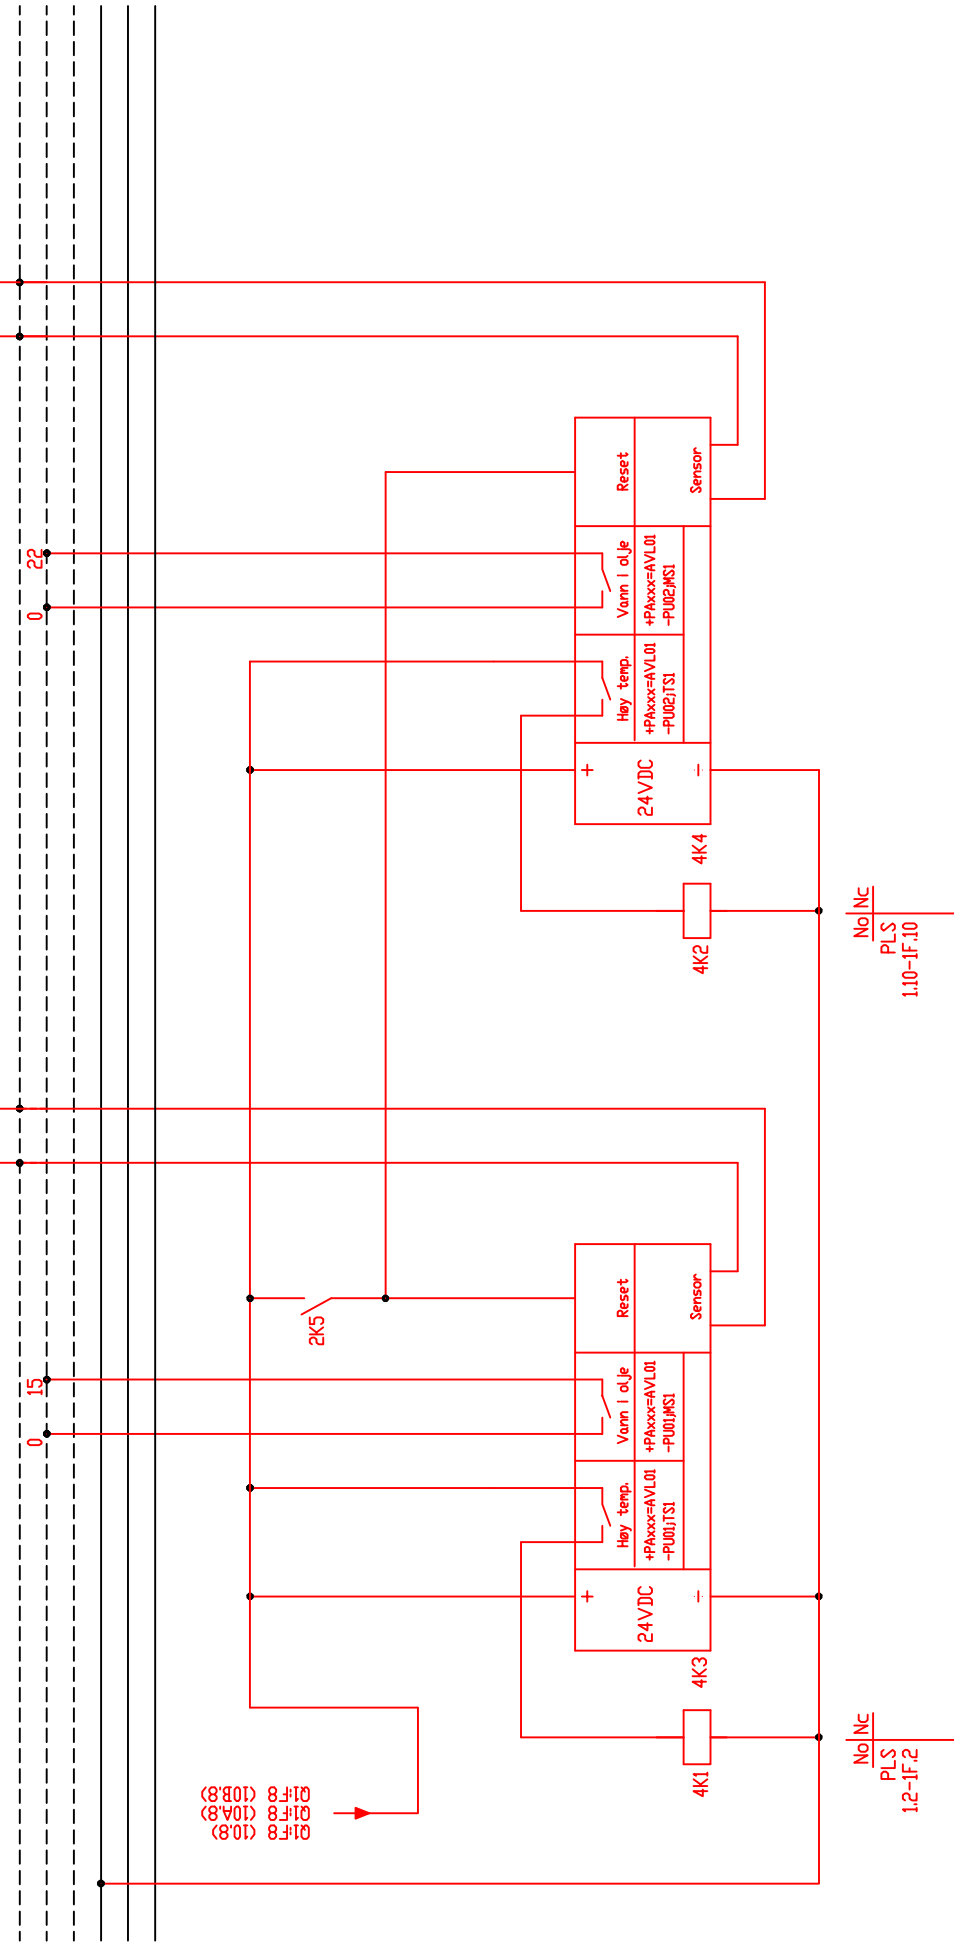 Q1:F8 (10.8)
Q1:F8 (10A.8)
Q1:F8 (10B.8)
0
15
2K5
24VDC
+
-
Høy temp.
+PAxxx=AVL01
-PU01;TS1
Vann i olje
+PAxxx=AVL01
-PU01;MS1
Reset
Sensor
4K3
4K1
No Nc
PLS
1.2-1F.2
0
22
24VDC
+
-
Høy temp.
+PAxxx=AVL01
-PU02;TS1
Vann i olje
+PAxxx=AVL01
-PU02;MS1
Reset
Sensor
4K4
4K2
No Nc
PLS
1.10-1F.10